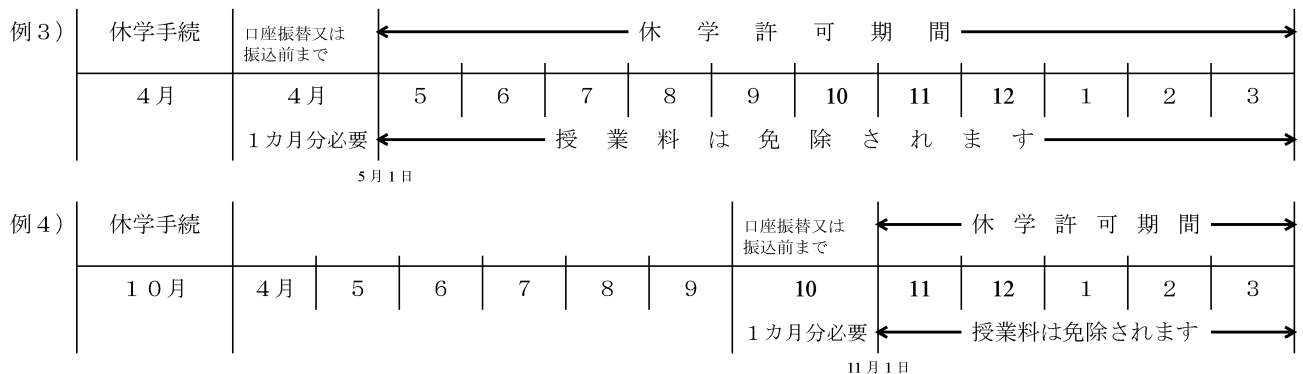 例３） 休学手続 口座振替又は 休学許可期間
振込前まで
４月 ４月 ５ ６ ７ ８ ９ 10 11 12 １ ２ ３
１カ月分必要 授業料は免除されます
５月１日
例４） 休学手続 口座振替又は 休学許可期間
振込前まで
１０月 ４月 ５ ６ ７ ８ ９ 10 11 12 １ ２ ３
１カ月分必要 授業料は免除されます
11月１日